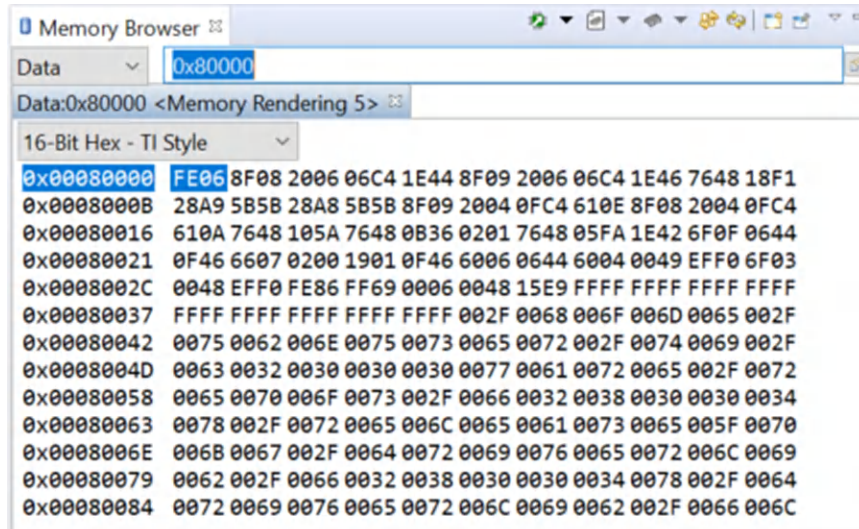 Memory Browser
Data 0x80000
Data:0x80000 <Memory Rendering 5>
16-Bit Hex - TI Style
0x00080000 FE06 8F08 2006 06C4 1E44 8F09 2006 06C4 1E46 7648 18F1
0x0008000B 28A9 5B5B 28A8 5B5B 8F09 2004 0FC4 610E 8F08 2004 0FC4
0x00080016 610A 7648 105A 7648 0B36 0201 7648 05FA 1E42 6F0F 0644
0x00080021 0F46 6607 0200 1901 0F46 6006 0644 6004 0049 EFF0 6F03
0x0008002C 0048 EFF0 FE86 FF69 0006 0048 15E9 FFFF FFFF FFFF FFFF
0x00080037 FFFF FFFF FFFF FFFF FFFF 002F 0068 006F 006D 0065 002F
0x00080042 0075 0062 006E 0075 0073 0065 0072 002F 0074 0069 002F
0x0008004D 0063 0032 0030 0030 0030 0077 0061 0072 0065 002F 0072
0x00080058 0065 0070 006F 0073 002F 0066 0032 0038 0030 0030 0034
0x00080063 0078 002F 0072 0065 006C 0065 0061 0073 0065 005F 0070
0x0008006E 006B 0067 002F 0064 0072 0069 0076 0065 0072 006C 0069
0x00080079 0062 002F 0066 0032 0038 0030 0030 0034 0078 002F 0064
0x00080084 0072 0069 0076 0065 0072 006C 0069 0062 002F 0066 006C